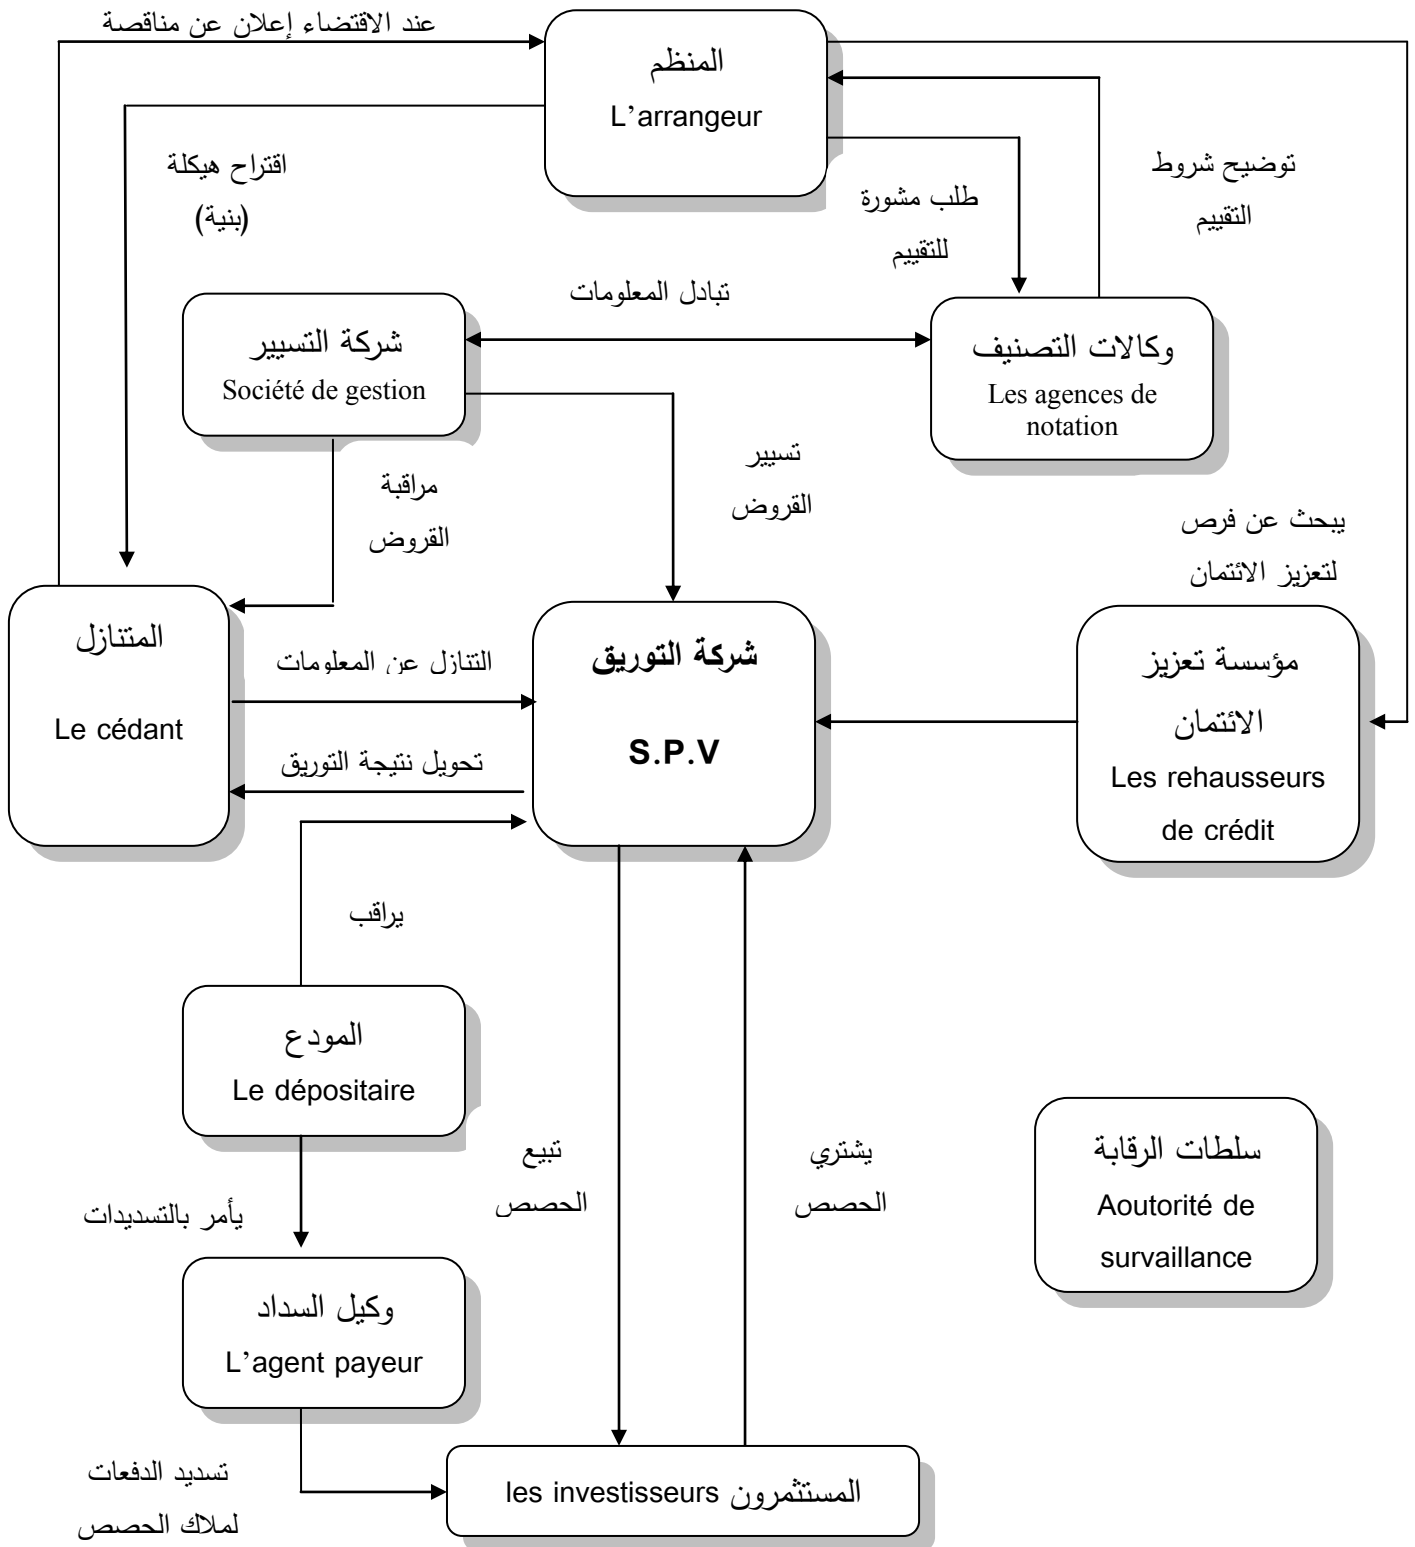 عند الاقتضاء إعلان عن مناقصة
المنظم
L’arrangeur
اقتراح هيكلة
(بنية)
طلب مشورة
للتقييم
توضيح شروط
التقييم
تبادل المعلومات
شركة التسيير
Société de gestion
وكالات التصنيف
Les agences de
notation
مراقبة
القروض
تسيير
القروض
يبحث عن فرص
لتعزيز الائتمان
المتنازل
Le cédant
التنازل عن المعلومات
تحويل نتيجة التوريق
شركة التوريق
S.P.V
مؤسسة تعزيز
الائتمان
Les rehausseurs
de crédit
يراقب
المودع
Le dépositaire
تبيع
الحصص
يشتري
الحصص
سلطات الرقابة
Aoutorité de
survaillance
يأمر بالتسديدات
وكيل السداد
L’agent payeur
تسديد الدفعات
لملاك الحصص
المستثمرون les investisseurs